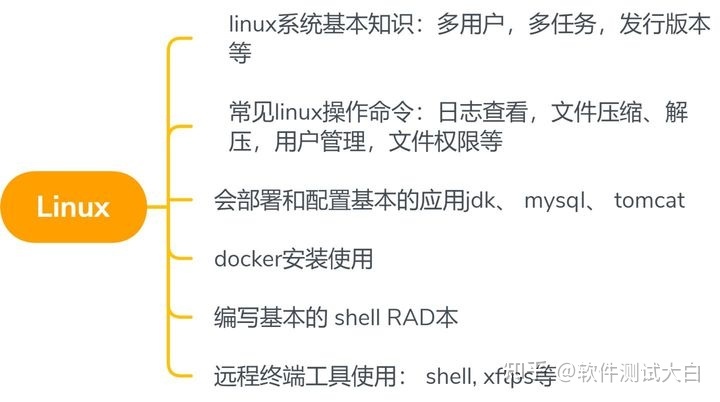 linux系统基本知识：多用户，多任务，发行版本
等
常见linux操作命令：日志查看，文件压缩、解
压，用户管理，文件权限等
Linux
会部署和配置基本的应用jdk、 mysql、 tomcat
docker安装使用
编写基本的 shell RAD本
远程终端工具使用： shell, xftps等
知乎 @软件测试大白